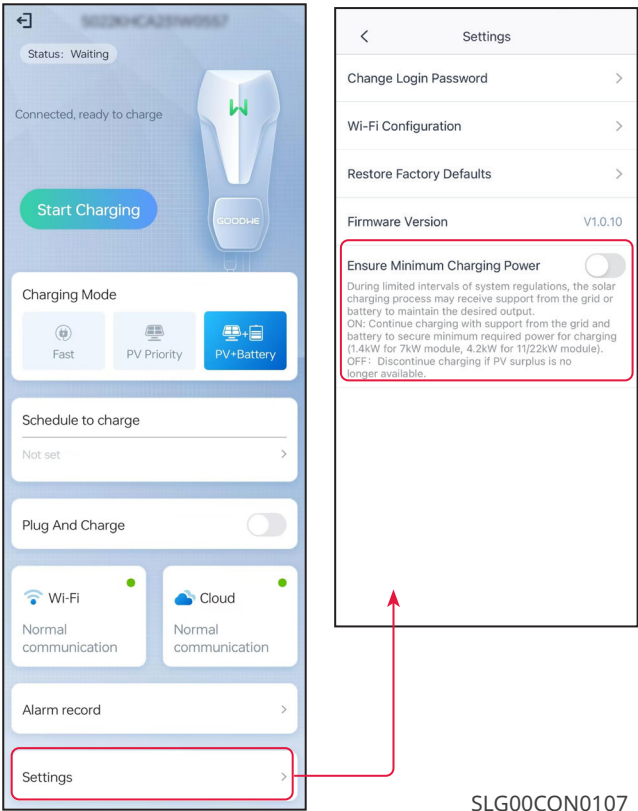 Status: Waiting
Connected, ready to charge
Start Charging
GOODWE
Charging Mode
Fast
PV Priority
PV+Battery
Schedule to charge
Not set
Plug And Charge
Wi-Fi
Normal
communication
Cloud
Normal
communication
Alarm record
Settings
Settings
Change Login Password
Wi-Fi Configuration
Restore Factory Defaults
Firmware Version V1.0.10
Ensure Minimum Charging Power
During limited intervals of system regulations, the solar
charging process may receive support from the grid or
battery to maintain the desired output.
ON: Continue charging with support from the grid and
battery to secure minimum required power for charging
(1.4kW for 7kW module, 4.2kW for 11/22kW module).
OFF: Discontinue charging if PV surplus is no
longer available.
SLG00CON0107